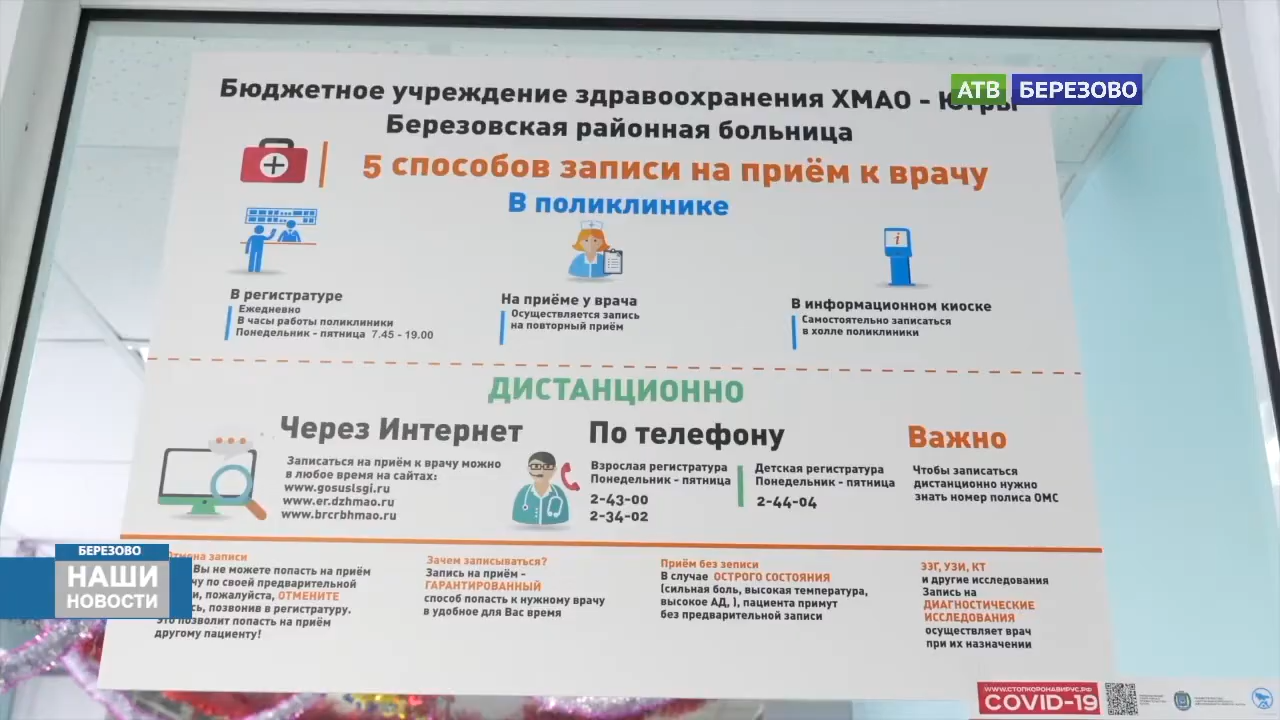 Бюджетное учреждение здравоохранения ХМАО - Югры
АТВ БЕРЕЗОВО
Березовская районная больница
5 способов записи на приём к врачу
В поликлинике
В регистратуре
Ежедневно
В часы работы поликлиники
Понедельник - пятница 7.45 - 19.00
На приёме у врача
Осуществляется запись
на повторный приём
В информационном киоске
Самостоятельно записаться
в холле поликлиники
ДИСТАНЦИОННО
Через Интернет
Записаться на приём к врачу можно
в любое время на сайтах:
www.gosuslsgi.ru
www.er.dzhmao.ru
www.brcrbhmao.ru
По телефону
Взрослая регистратура
Понедельник - пятница
2-43-00
2-34-02
Детская регистратура
Понедельник - пятница
2-44-04
Важно
Чтобы записаться
дистанционно нужно
знать номер полиса ОМС
Отмена записи
Вы не можете попасть на приём
по своей предварительной
пожалуйста, ОТМЕНИТЕ
позвонив в регистратуру.
Это позволит попасть на приём
другому пациенту!
Зачем записываться?
Запись на приём -
ГАРАНТИРОВАННЫЙ
способ попасть к нужному врачу
в удобное для Вас время
Приём без записи
В случае ОСТРОГО СОСТОЯНИЯ
(сильная боль, высокая температура,
высокое АД, ), пациента примут
без предварительной записи
ЭЭГ, УЗИ, КТ
и другие исследования
Запись на
ДИАГНОСТИЧЕСКИЕ
ИССЛЕДОВАНИЯ
осуществляет врач
при их назначении
БЕРЕЗОВО
НАШИ
НОВОСТИ
WWW.СТОПКОРОНАВИРУС.РФ
COVID-19